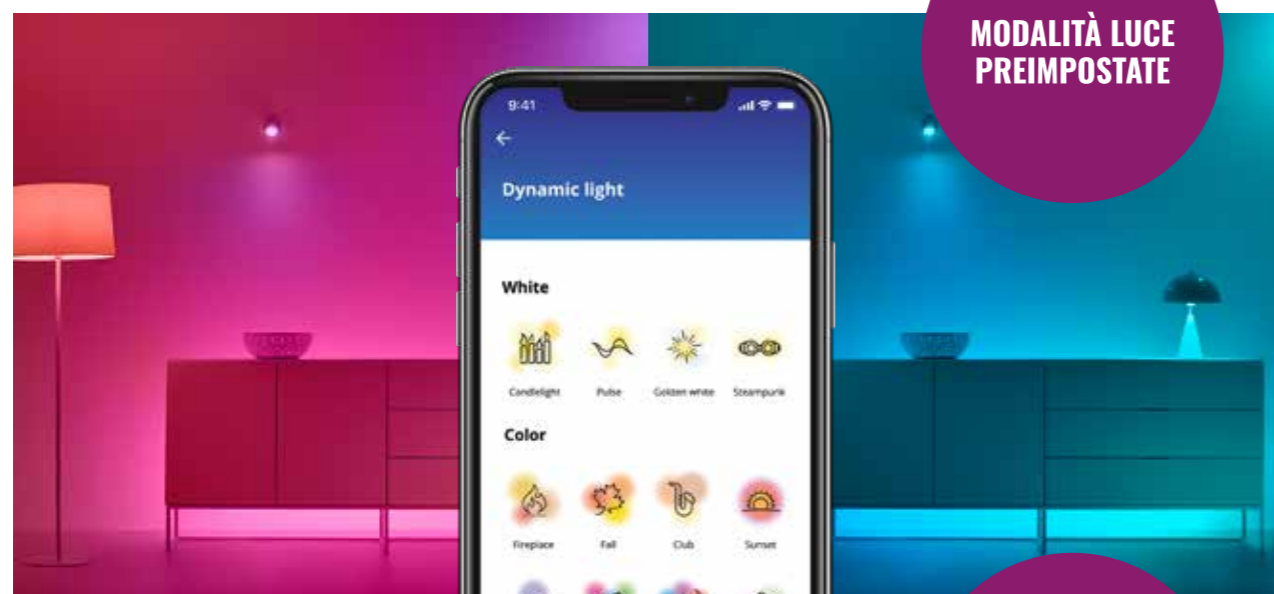 MODALITÀ LUCE
PREIMPOSTATE
9:41
Dynamic light
White
Candlelight Pulse Golden white Steampunk
Color
Fireplace Fall Club Sunset